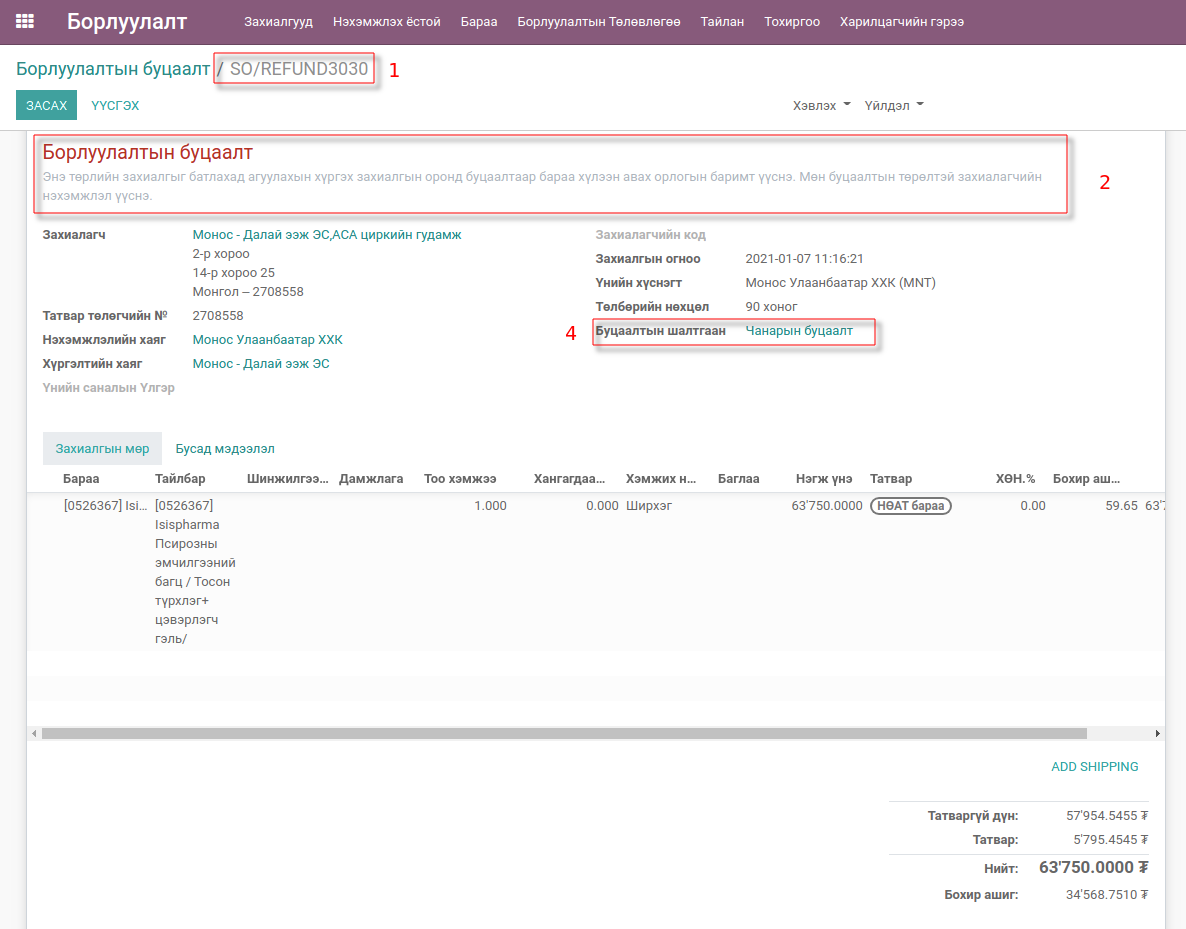 Борлуулалт Захиалгууд Нэхэмжлэх ёстой Бараа Борлуулалтын Төлөвлөгөө Тайлан Тохиргоо Харилцагчийн гэрээ
Борлуулалтын буцаалт / SO/REFUND3030 1
ЗАСАХ ҮҮСГЭХ Хэвлэх Үйлдэл
Борлуулалтын буцаалт
Энэ төрлийн захиалгыг батлахад агуулахын хүргэх захиалгын оронд буцаалтаар бараа хүлээн авах орлогын баримт үүснэ. Мөн буцаалтын төрөлтэй захиалагчийн
нэхэмжлэл үүснэ.
2
Захиалагч Монос - Далай ээж ЭС,АСА циркийн гудамж
2-р хороо
14-р хороо 25
Монгол – 2708558
Татвар төлөгчийн № 2708558
Нэхэмжлэлийн хаяг Монос Улаанбаатар ХХК
Хүргэлтийн хаяг Монос - Далай ээж ЭС
Үнийн саналын Үлгэр
Захиалагчийн код
Захиалгын огноо 2021-01-07 11:16:21
Үнийн хүснэгт Монос Улаанбаатар ХХК (MNT)
Төлбөрийн нөхцөл 90 хоног
4 Буцаалтын шалтгаан Чанарын буцаалт
Захиалгын мөр Бусад мэдээлэл
Бараа Тайлбар Шинжилгээ... Дамжлага Тоо хэмжээ Хангагдаа... Хэмжих н... Баглаа Нэгж үнэ Татвар ХӨН.% Бохир аш...
[0526367] Isi... [0526367] 1.000 0.000 Ширхэг 63'750.0000 НӨАТ бараа 0.00 59.65 63'7
Isispharma
Псирозны
эмчилгээний
багц / Тосон
түрхлэг+
цэвэрлэгч
гэль/
ADD SHIPPING
Татваргүй дүн: 57'954.5455 ₮
Татвар: 5'795.4545 ₮
Нийт: 63'750.0000 ₮
Бохир ашиг: 34'568.7510 ₮